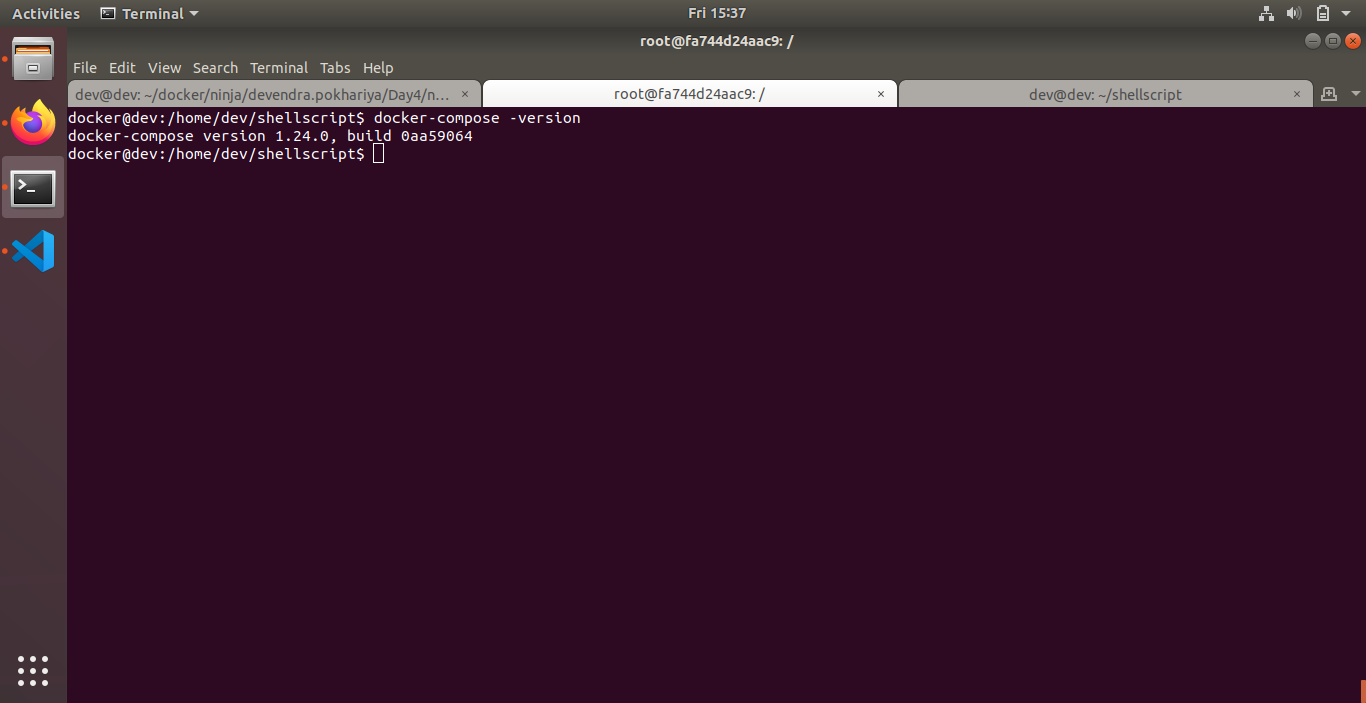 Activities Terminal Fri 15:37
root@fa744d24aac9: /
File Edit View Search Terminal Tabs Help
dev@dev: ~/docker/ninja/devendra.pokhariya/Day4/n... × root@fa744d24aac9: / × dev@dev: ~/shellscript ×
docker@dev:/home/dev/shellscript$ docker-compose -version
docker-compose version 1.24.0, build 0aa59064
docker@dev:/home/dev/shellscript$